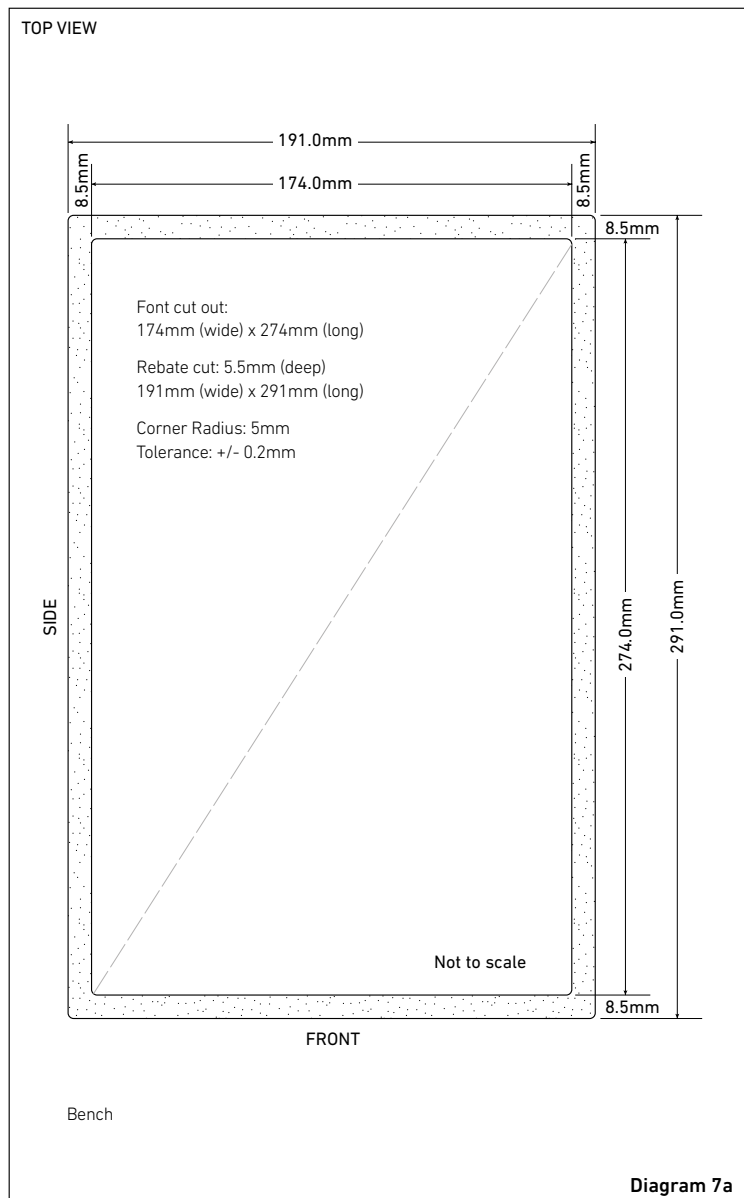 TOP VIEW
191.0mm
8.5mm
174.0mm
8.5mm
8.5mm
Font cut out:
174mm (wide) x 274mm (long)
Rebate cut: 5.5mm (deep)
191mm (wide) x 291mm (long)
Corner Radius: 5mm
Tolerance: +/- 0.2mm
SIDE
274.0mm
291.0mm
Not to scale
8.5mm
FRONT
Bench
Diagram 7a